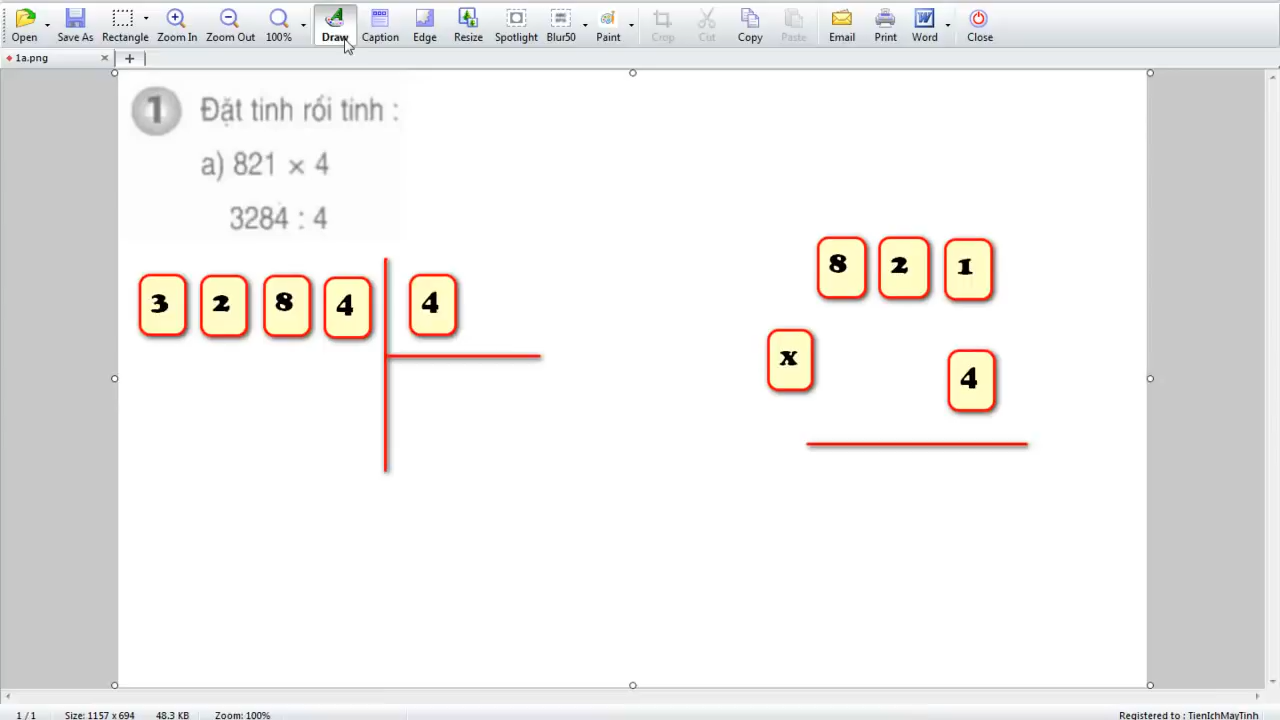 Open Save As Rectangle Zoom In Zoom Out 100% Draw Caption Edge Resize Spotlight Blur50 Paint Crop Cut Copy Paste Email Print Word Close
1a.png
1 Đặt tinh rồi tinh :
a) 821 × 4
3284 : 4
8 2 1
3 2 8 4 4
x
4
1 / 1 Size: 1157 x 694 48.3 KB Zoom: 100% Registered to : TienIchMayTinh